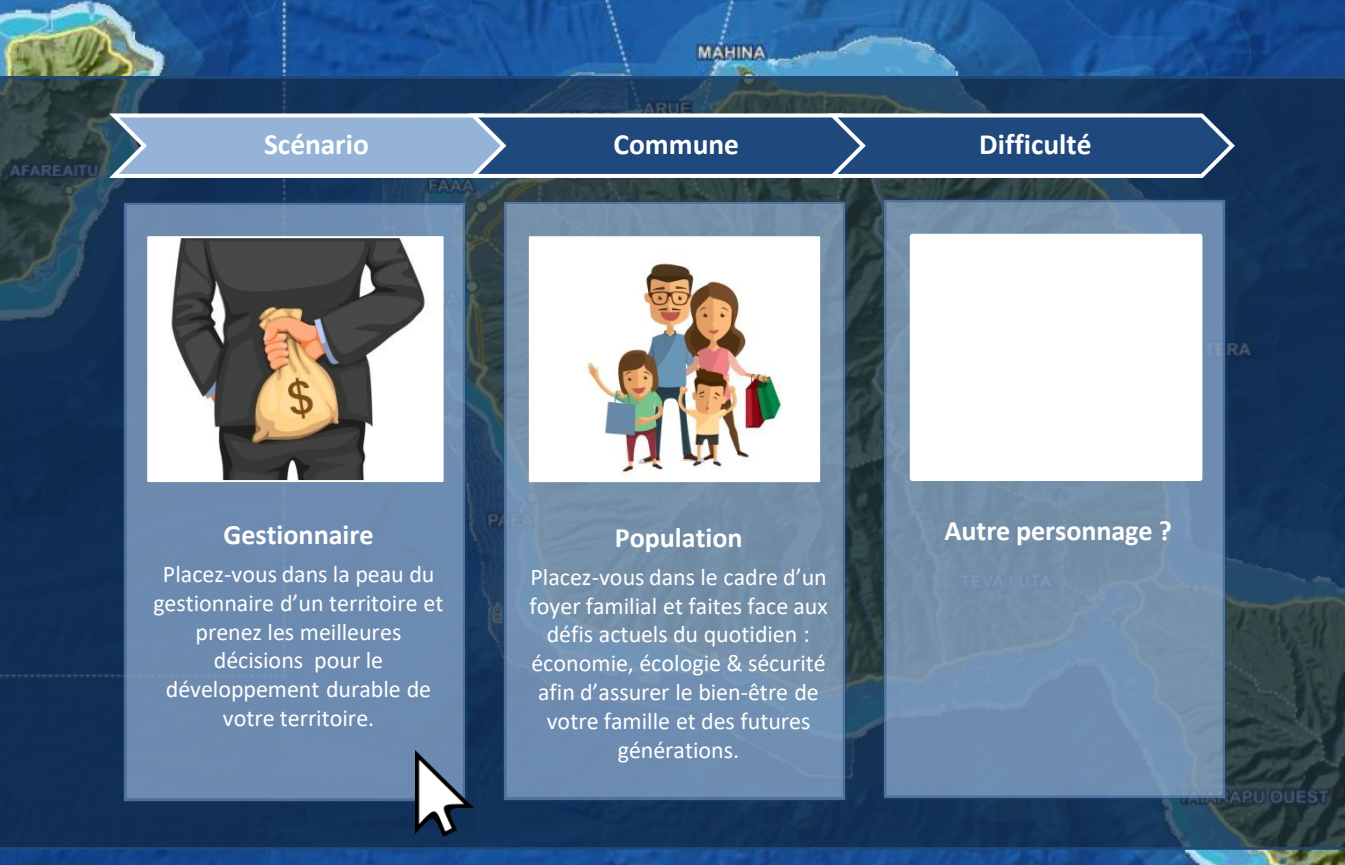 MAHINA
ARUE
Scénario
Commune
Difficulté
AFAREAITU
FAAA
$
Gestionnaire
Placez-vous dans la peau du
gestionnaire d’un territoire et
prenez les meilleures
décisions pour le
développement durable de
votre territoire.
PAEA
Population
Placez-vous dans le cadre d’un
foyer familial et faites face aux
défis actuels du quotidien :
économie, écologie & sécurité
afin d’assurer le bien-être de
votre famille et des futures
générations.
Autre personnage ?
TEVA I UTA